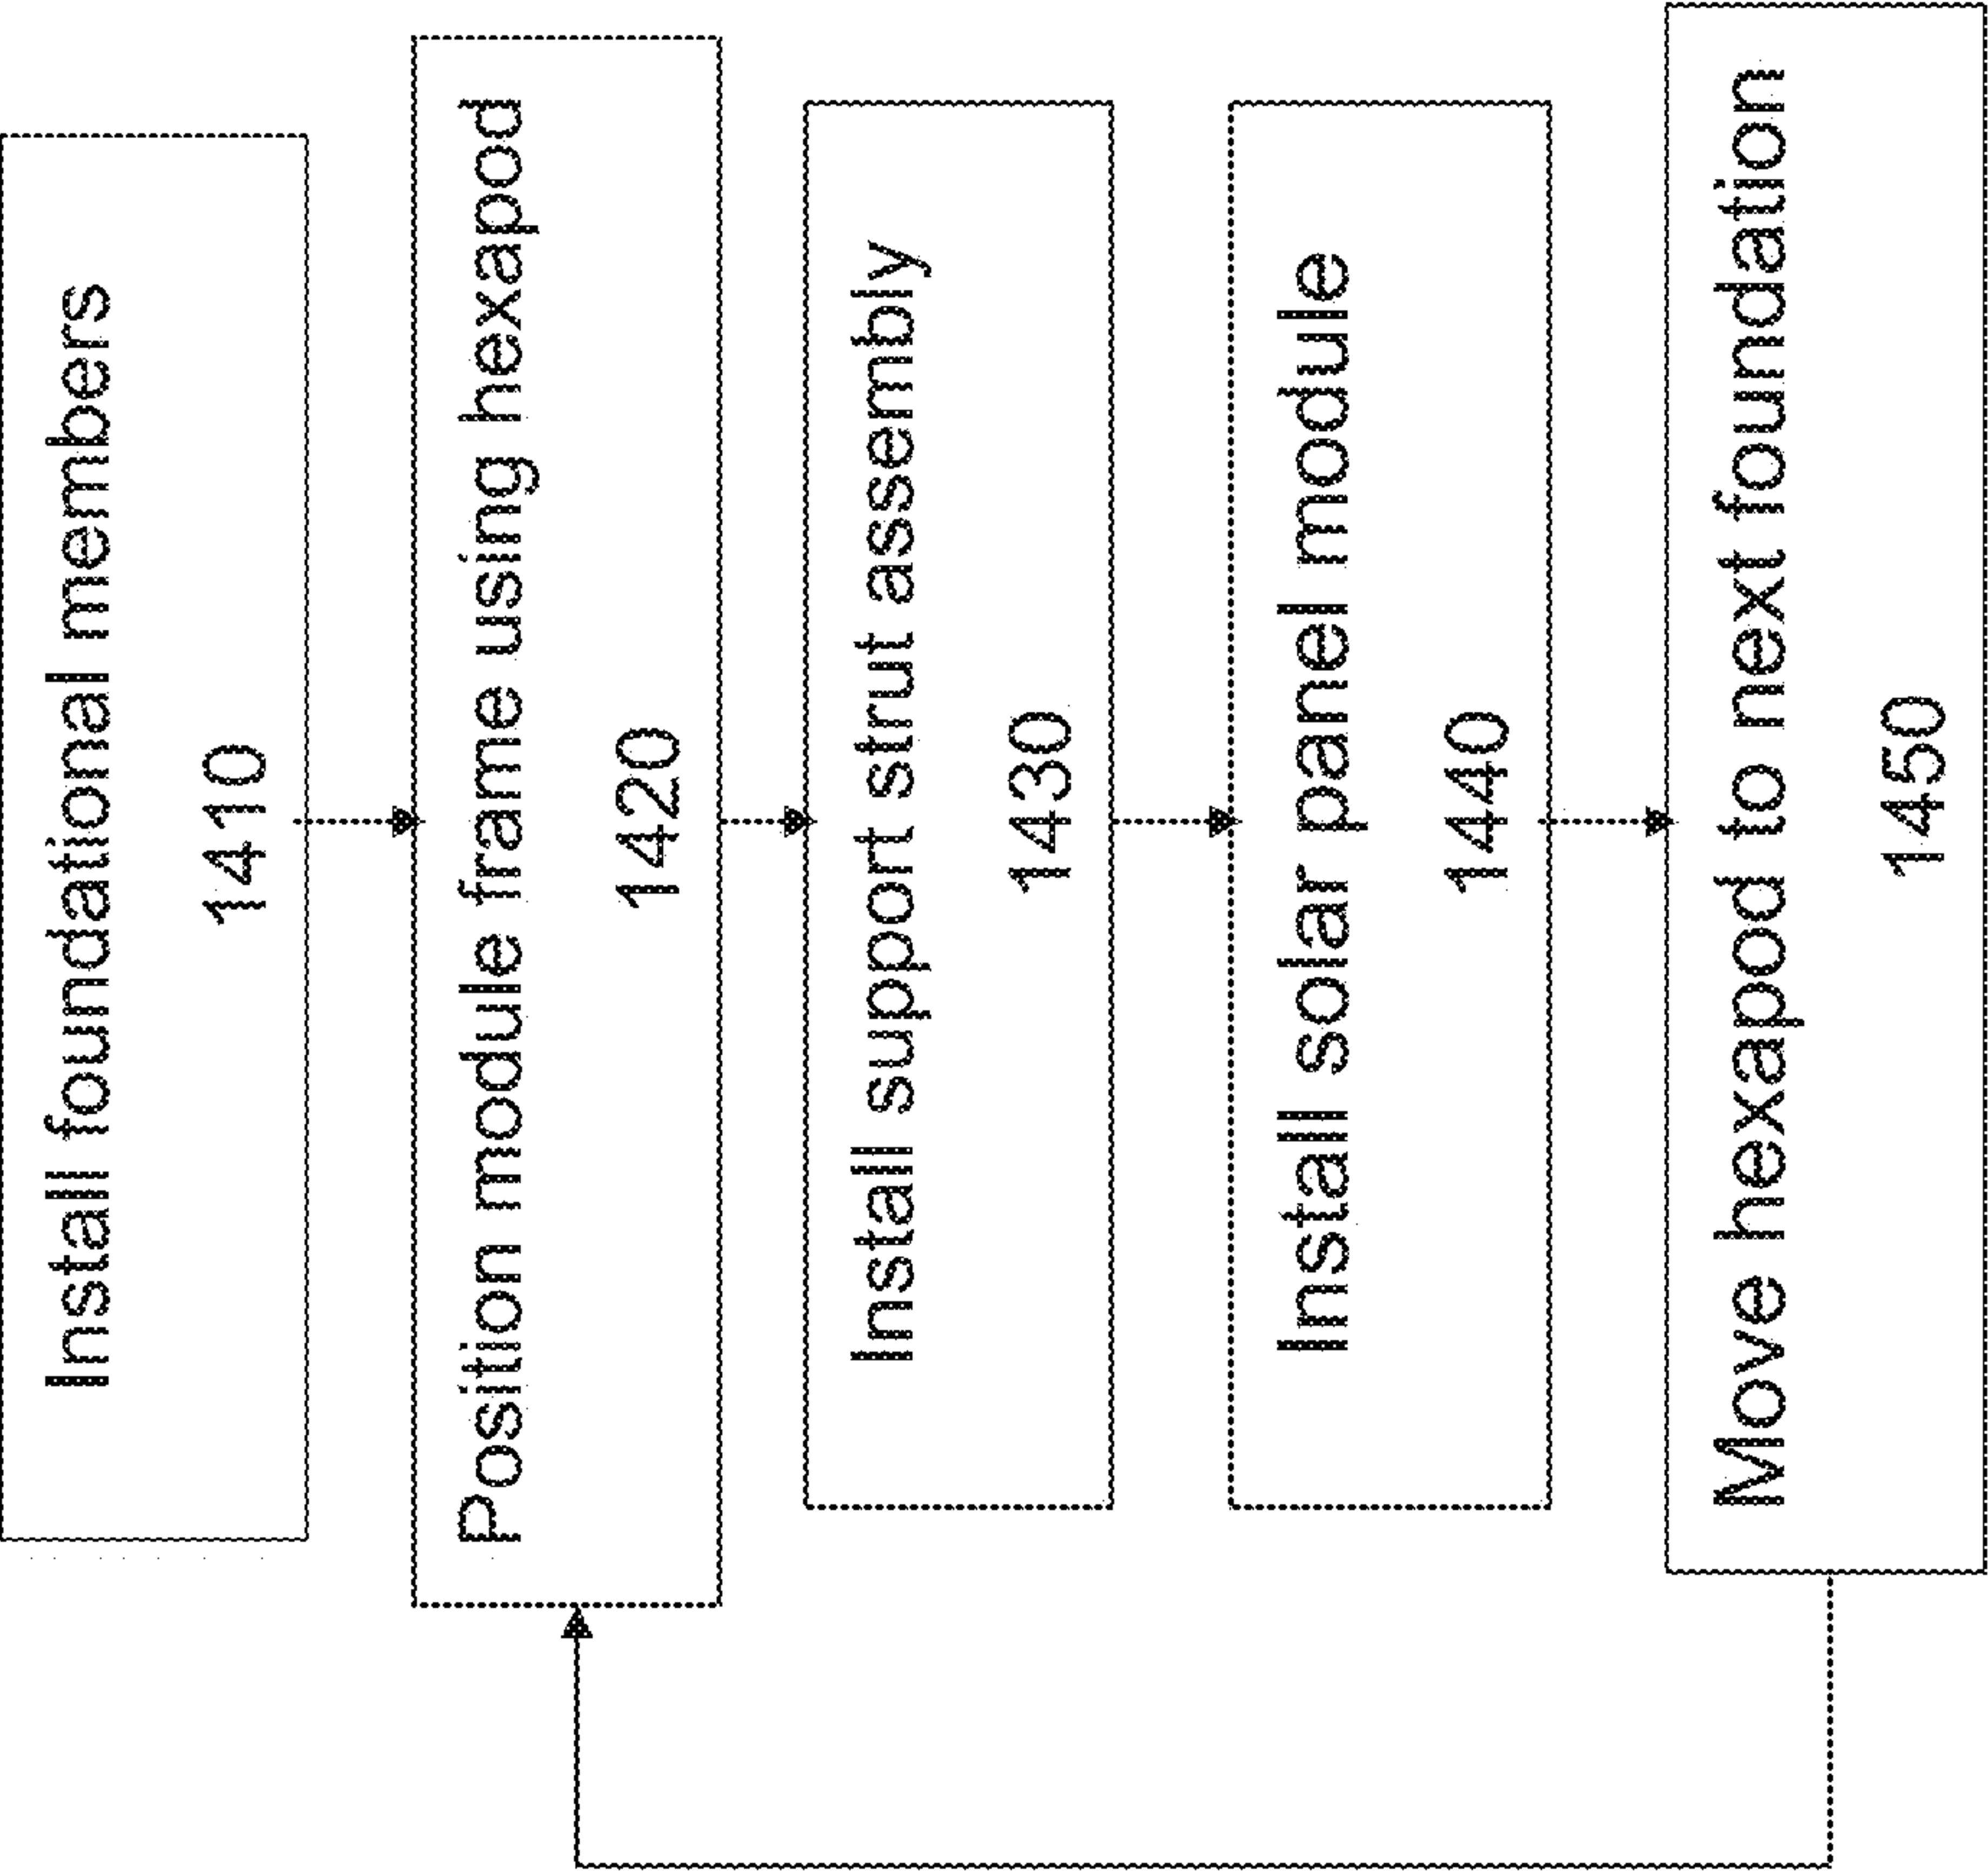 Install foundational members
1410
Position module frame using hexapod
1420
Install support strut assembly
1430
Install solar panel module
1440
Move hexapod to next foundation
1450